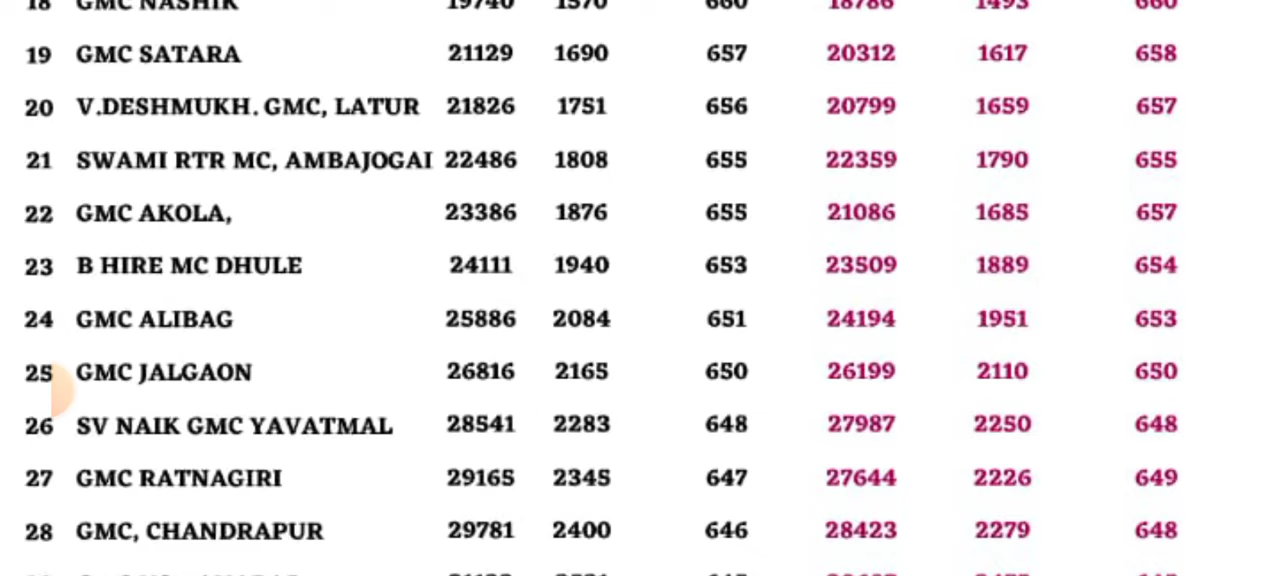 18 GMC NASHIK 19740 1570 660 18786 1493 660
19 GMC SATARA 21129 1690 657 20312 1617 658
20 V.DESHMUKH. GMC, LATUR 21826 1751 656 20799 1659 657
21 SWAMI RTR MC, AMBAJOGAI 22486 1808 655 22359 1790 655
22 GMC AKOLA, 23386 1876 655 21086 1685 657
23 B HIRE MC DHULE 24111 1940 653 23509 1889 654
24 GMC ALIBAG 25886 2084 651 24194 1951 653
25 GMC JALGAON 26816 2165 650 26199 2110 650
26 SV NAIK GMC YAVATMAL 28541 2283 648 27987 2250 648
27 GMC RATNAGIRI 29165 2345 647 27644 2226 649
28 GMC, CHANDRAPUR 29781 2400 646 28423 2279 648